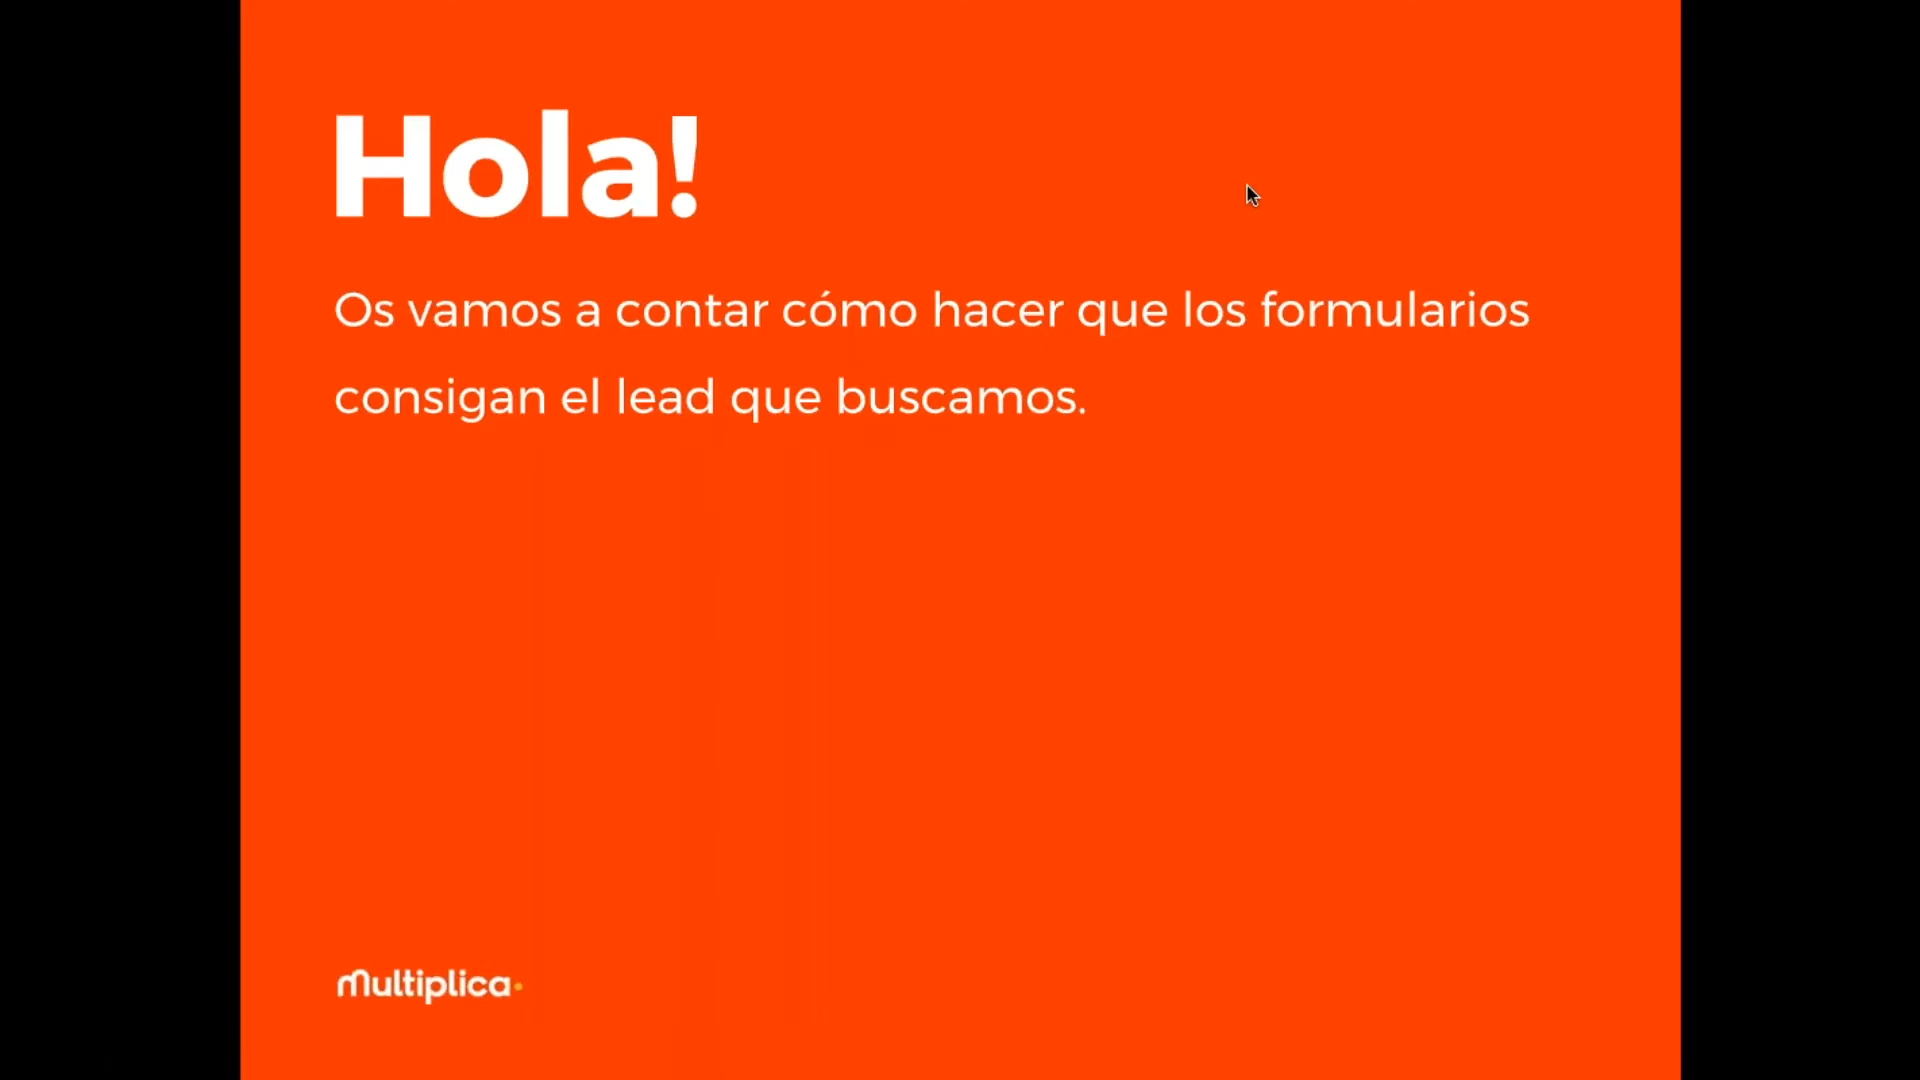 Hola!
Os vamos a contar cómo hacer que los formularios
consigan el lead que buscamos.
Multiplica